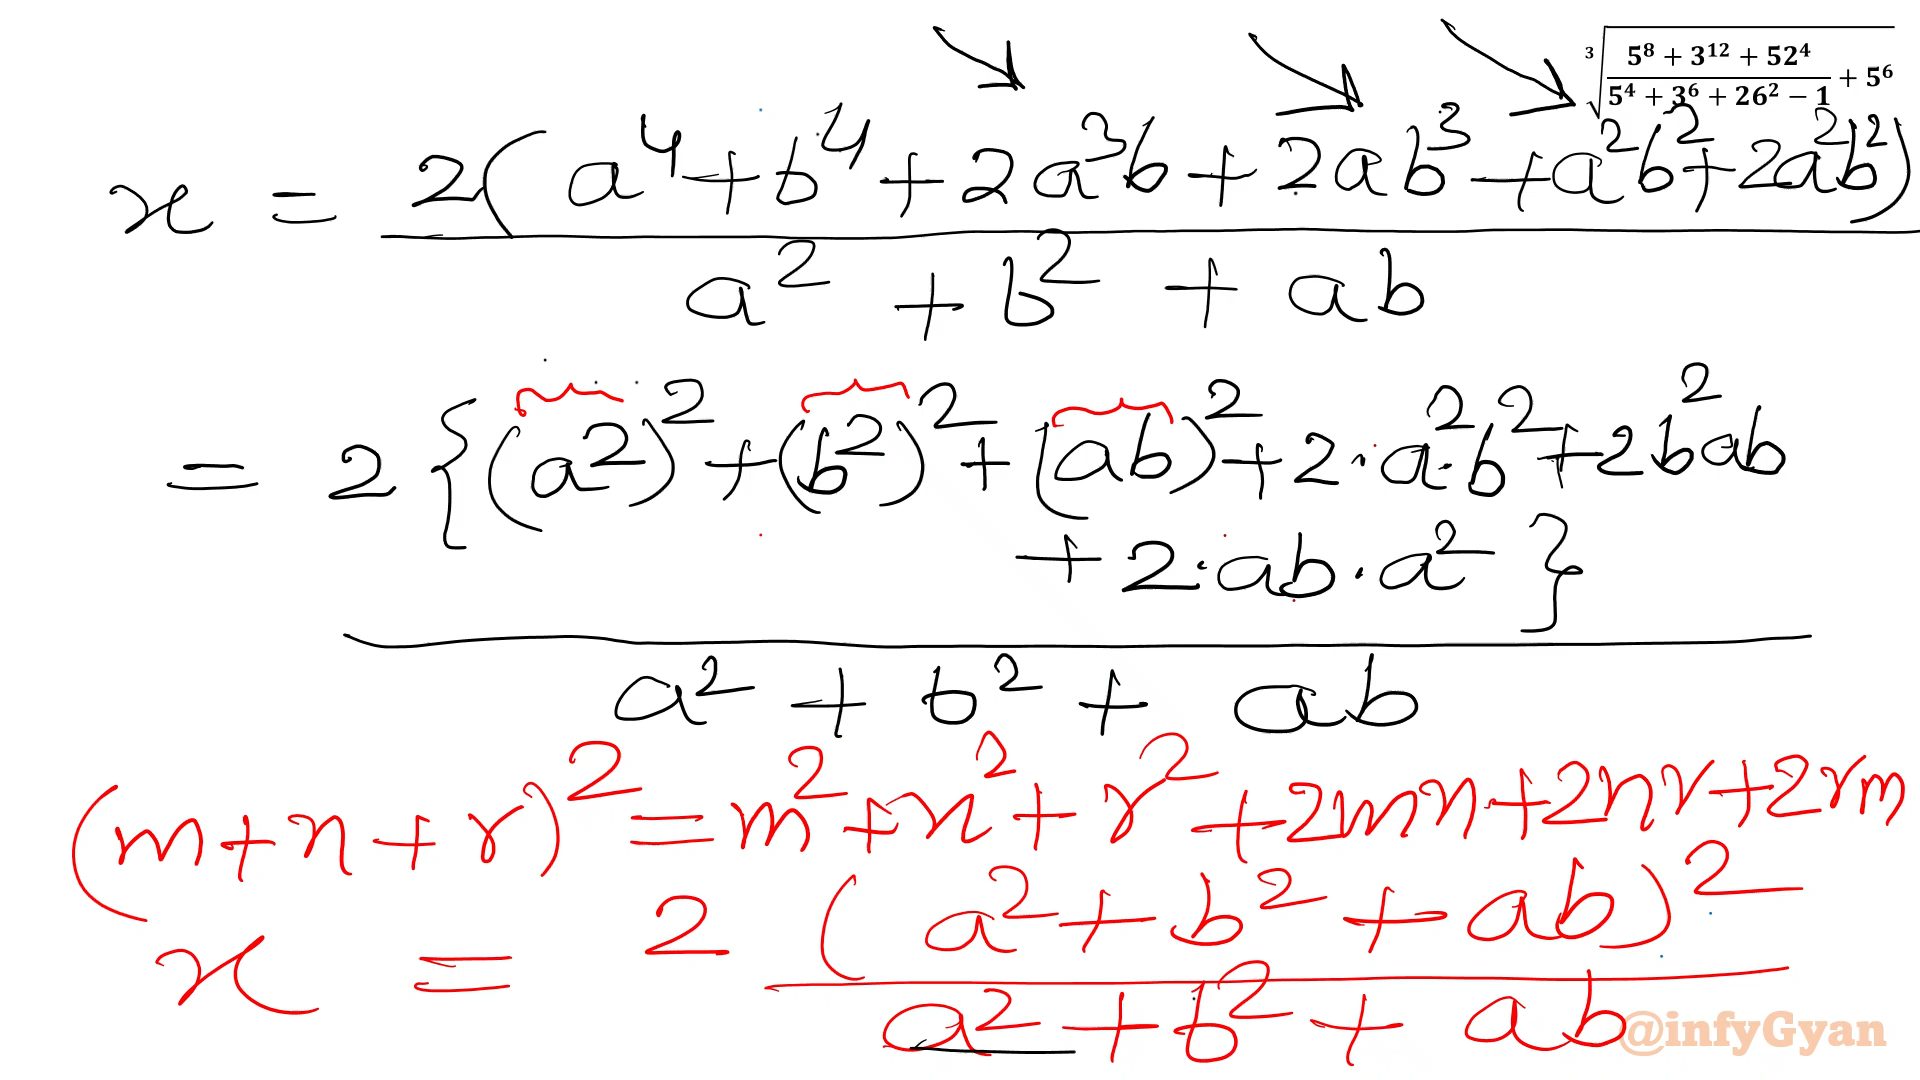 ∛((5⁸ + 3¹² + 52⁴)/(5⁴ + 3⁶ + 26² − 1) + 5⁶)
x = 2(a⁴ + b⁴ + 2a³b + 2ab³ + a²b² + 2a²b²)
a² + b² + ab
= 2{(a²)² + (b²)² + (ab)² + 2·a²·b² + 2b²ab
+ 2·ab·a²}
a² + b² + ab
(m+n+r)² = m² + n² + r² + 2mn + 2nr + 2rm
x = 2 (a² + b² + ab)²
a² + b² + ab
@infyGyan